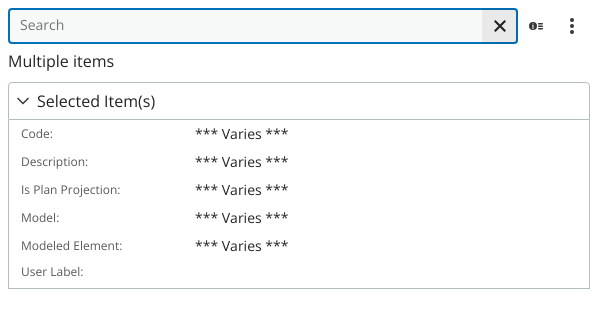 Search
Multiple items
Selected Item(s)
Code: *** Varies ***
Description: *** Varies ***
Is Plan Projection: *** Varies ***
Model: *** Varies ***
Modeled Element: *** Varies ***
User Label: